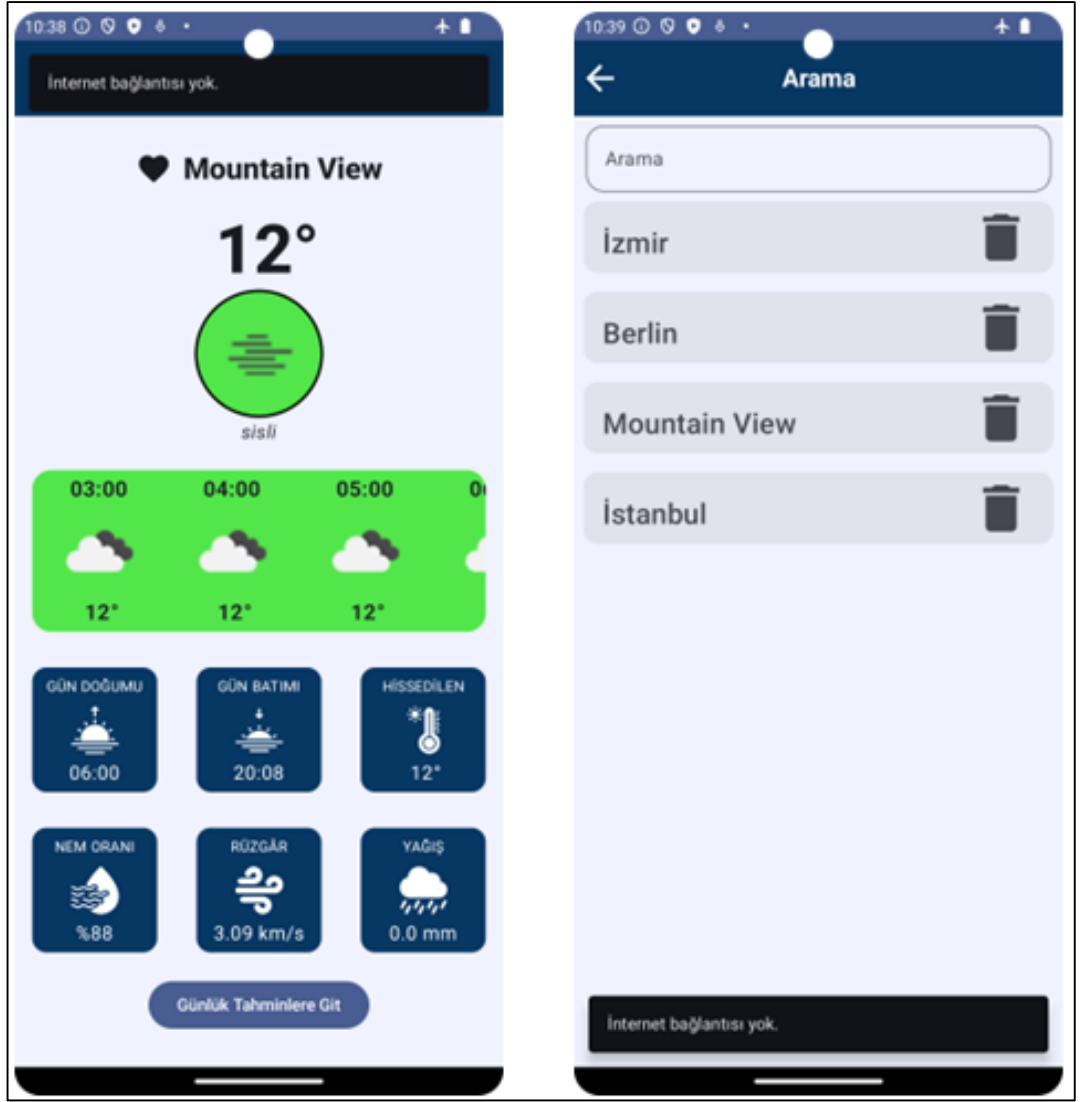 10:38
İnternet bağlantısı yok.
Mountain View
12°
sisli
03:00 04:00 05:00
12° 12° 12°
GÜN DOĞUMU GÜN BATIMI HİSSEDİLEN
06:00 20:08 12°
NEM ORANI RÜZGÂR YAĞIŞ
%88 3.09 km/s 0.0 mm
Günlük Tahminlere Git
10:39
Arama
Arama
İzmir
Berlin
Mountain View
İstanbul
İnternet bağlantısı yok.